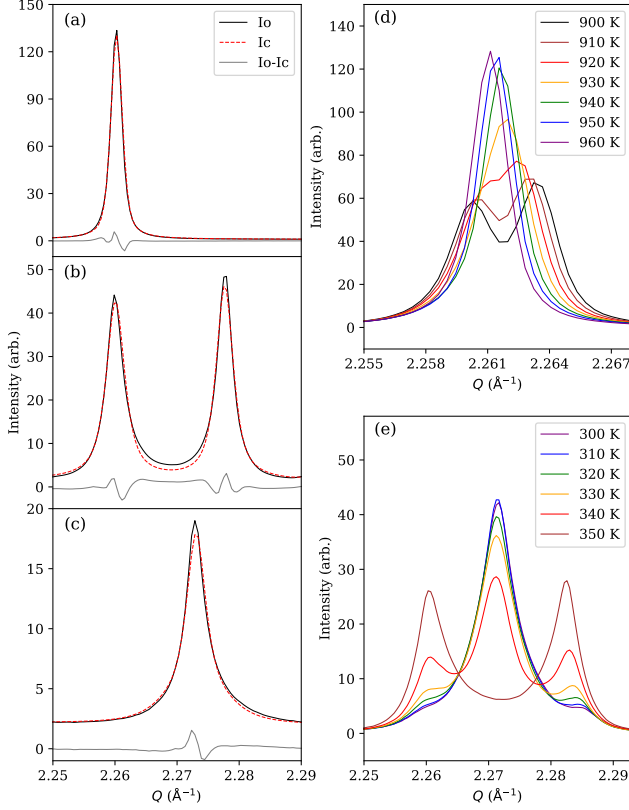 (a)
Io
Ic
Io-Ic
150
120
90
60
30
0
(b)
Intensity (arb.)
50
40
30
20
10
0
(c)
20
15
10
5
0
2.25 2.26 2.27 2.28 2.29
Q (Å⁻¹)
(d)
900 K
910 K
920 K
930 K
940 K
950 K
960 K
Intensity (arb.)
140
120
100
80
60
40
20
0
2.255 2.258 2.261 2.264 2.267
Q (Å⁻¹)
(e)
300 K
310 K
320 K
330 K
340 K
350 K
Intensity (arb.)
50
40
30
20
10
0
2.25 2.26 2.27 2.28 2.29
Q (Å⁻¹)